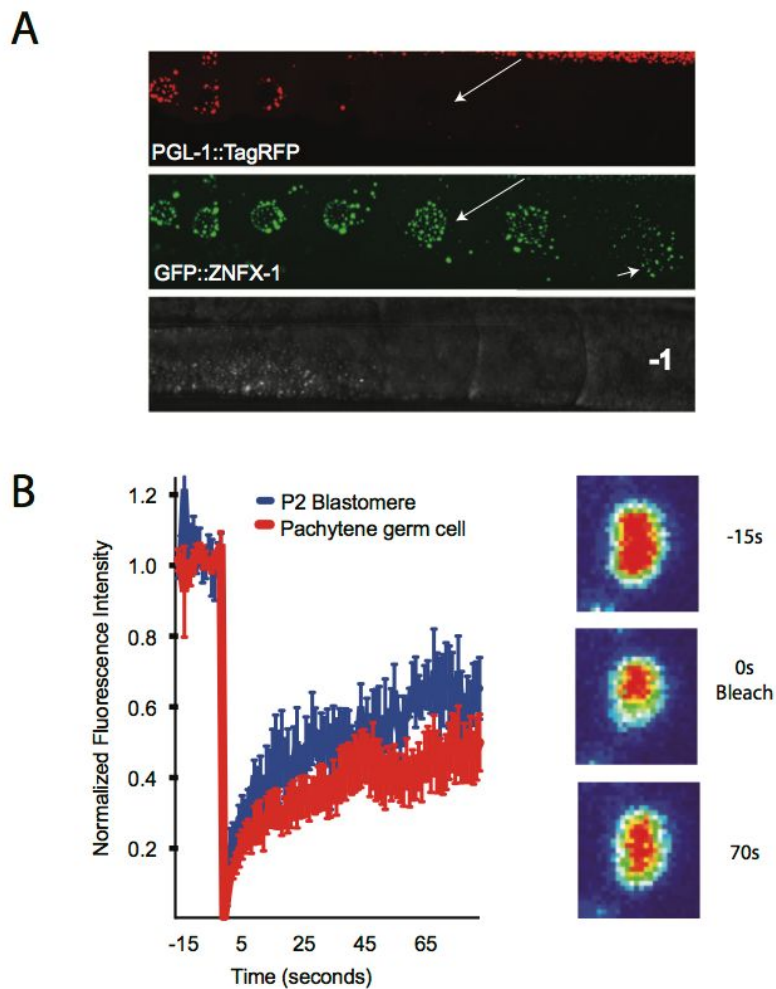 A
PGL-1::TagRFP
GFP::ZNFX-1
-1
B
Normalized Fluorescence Intensity
1.2
1.0
0.8
0.6
0.4
0.2
P2 Blastomere
Pachytene germ cell
-15 5 25 45 65
Time (seconds)
-15s
0s
Bleach
70s